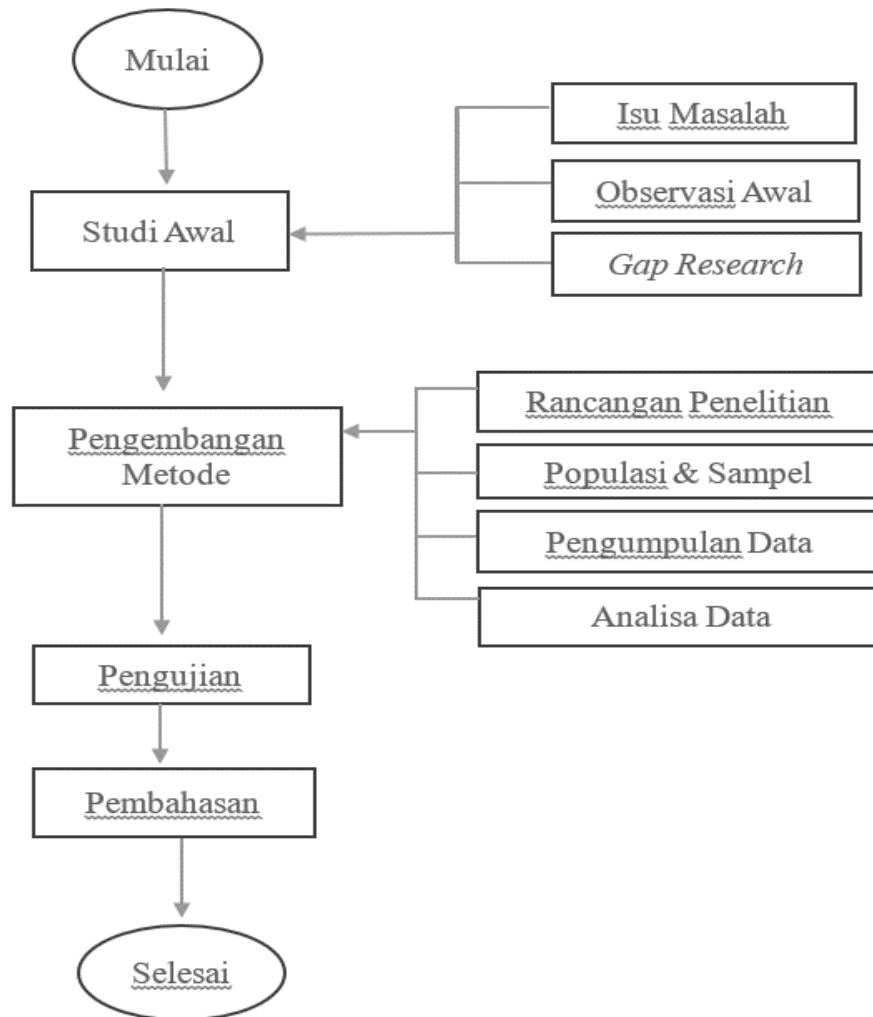 Mulai
Isu Masalah
Observasi Awal
Studi Awal
Gap Research
Rancangan Penelitian
Pengembangan
Metode
Populasi & Sampel
Pengumpulan Data
Analisa Data
Pengujian
Pembahasan
Selesai